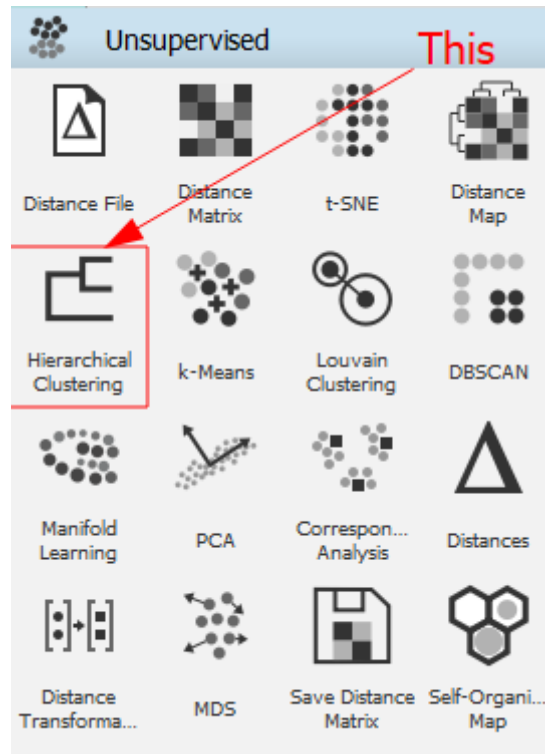 Unsupervised
This
Distance File
Distance
Matrix
t-SNE
Distance
Map
Hierarchical
Clustering
k-Means
Louvain
Clustering
DBSCAN
Manifold
Learning
PCA
Correspon...
Analysis
Distances
Distance
Transforma...
MDS
Save Distance
Matrix
Self-Organi...
Map